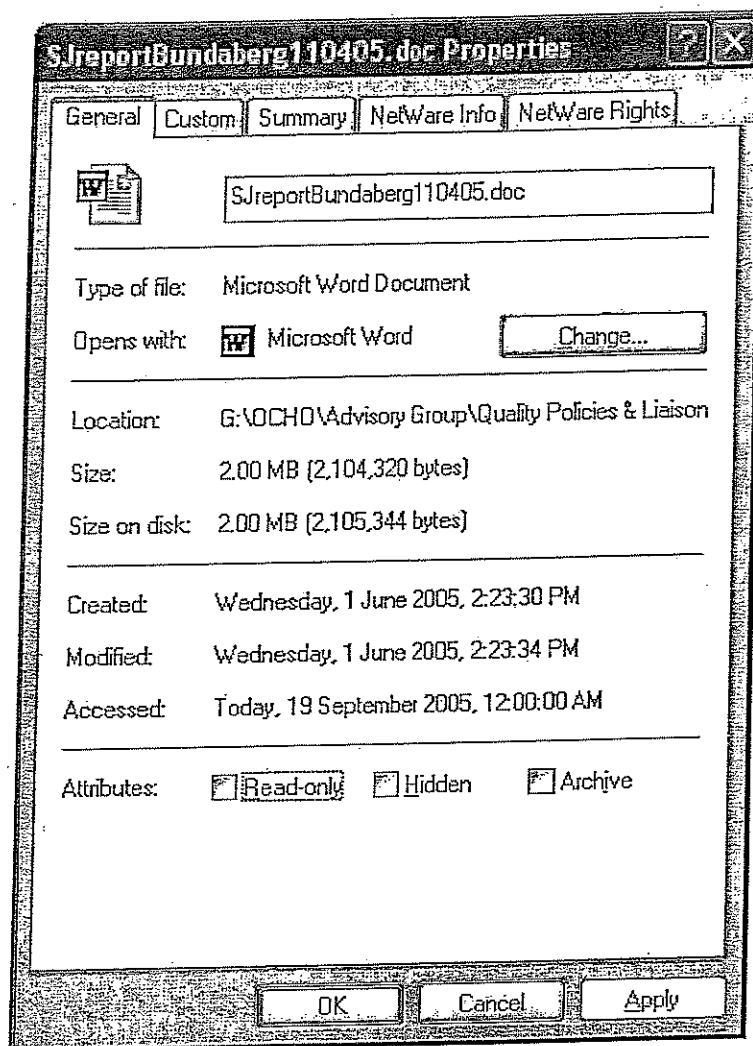 SJreportBundaberg110405.doc Properties
General Custom Summary NetWare Info NetWare Rights
SJreportBundaberg110405.doc
Type of file: Microsoft Word Document
Opens with: Microsoft Word Change...
Location: G:\OCHO\Advisory Group\Quality Policies & Liaison
Size: 2.00 MB (2,104,320 bytes)
Size on disk: 2.00 MB (2,105,344 bytes)
Created: Wednesday, 1 June 2005, 2:23:30 PM
Modified: Wednesday, 1 June 2005, 2:23:34 PM
Accessed: Today, 19 September 2005, 12:00:00 AM
Attributes: Read-only Hidden Archive
OK Cancel Apply